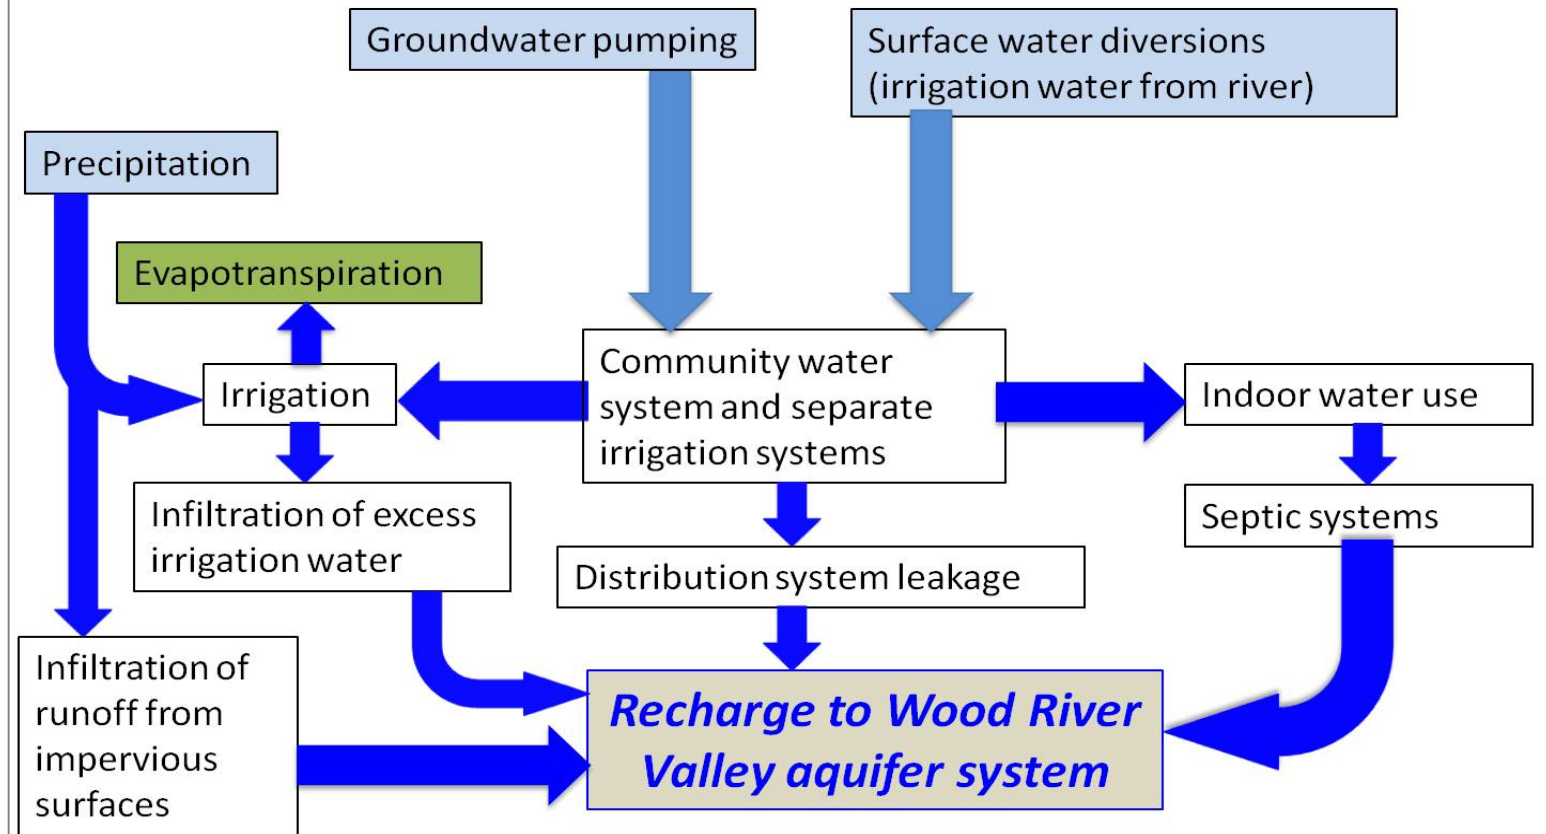 Groundwater pumping
Surface water diversions
(irrigation water from river)
Precipitation
Evapotranspiration
Community water
system and separate
irrigation systems
Irrigation
Indoor water use
Infiltration of excess
irrigation water
Septic systems
Distribution system leakage
Infiltration of
runoff from
impervious
surfaces
Recharge to Wood River
Valley aquifer system